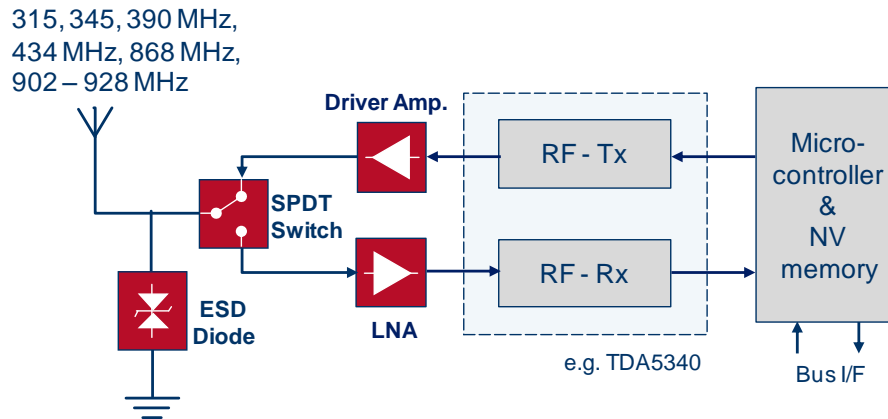 315, 345, 390 MHz,
434 MHz, 868 MHz,
902 – 928 MHz
Driver Amp.
RF - Tx
Micro-
controller
&
NV
memory
SPDT
Switch
RF - Rx
ESD
Diode
LNA
e.g. TDA5340
Bus I/F